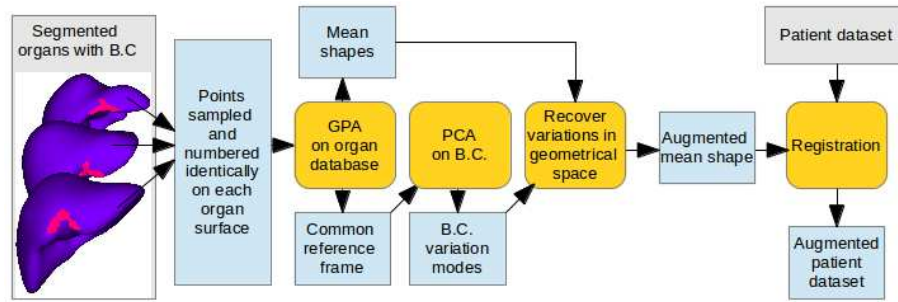 Segmented
organs with B.C
Points
sampled
and
numbered
identically
on each
organ
surface
Mean
shapes
GPA
on organ
database
Common
reference
frame
PCA
on B.C.
B.C.
variation
modes
Recover
variations in
geometrical
space
Augmented
mean shape
Patient dataset
Registration
Augmented
patient
dataset